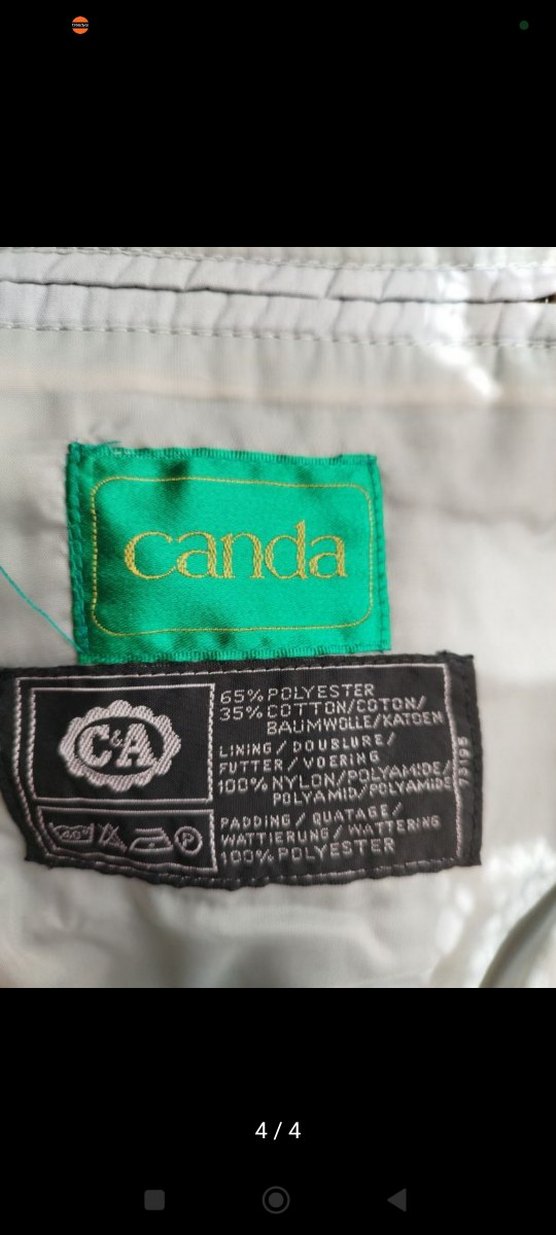 canda
C&A
65% POLYESTER
35% COTTON/COTON/
BAUMWOLLE/KATOEN
LINING/DOUBLURE/
FUTTER/VOERING
100% NYLON/POLYAMIDE/
POLYAMID/POLYAMIDE
PADDING/OUATAGE/
WATTIERUNG/WATTERING
100% POLYESTER
P
4 / 4